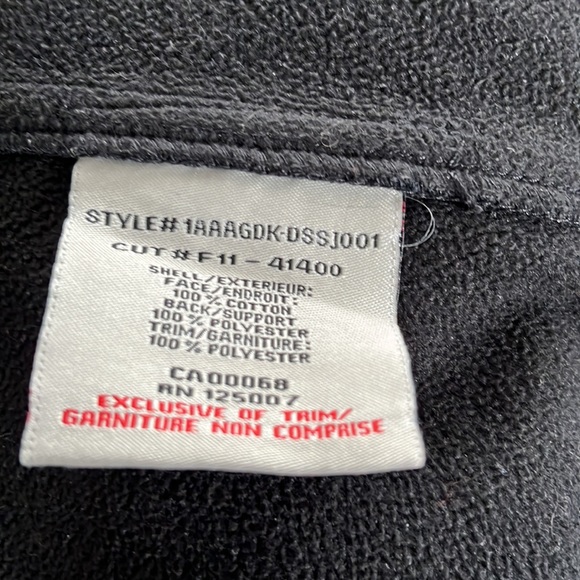 STYLE# 1AAAGDK-DSSJ001
CUT # F11 - 41400
SHELL/EXTERIEUR:
FACE/ENDROIT:
100% COTTON
BACK/SUPPORT
100% POLYESTER
TRIM/GARNITURE:
100% POLYESTER
CA00068
RN 125007
EXCLUSIVE OF TRIM/
GARNITURE NON COMPRISE